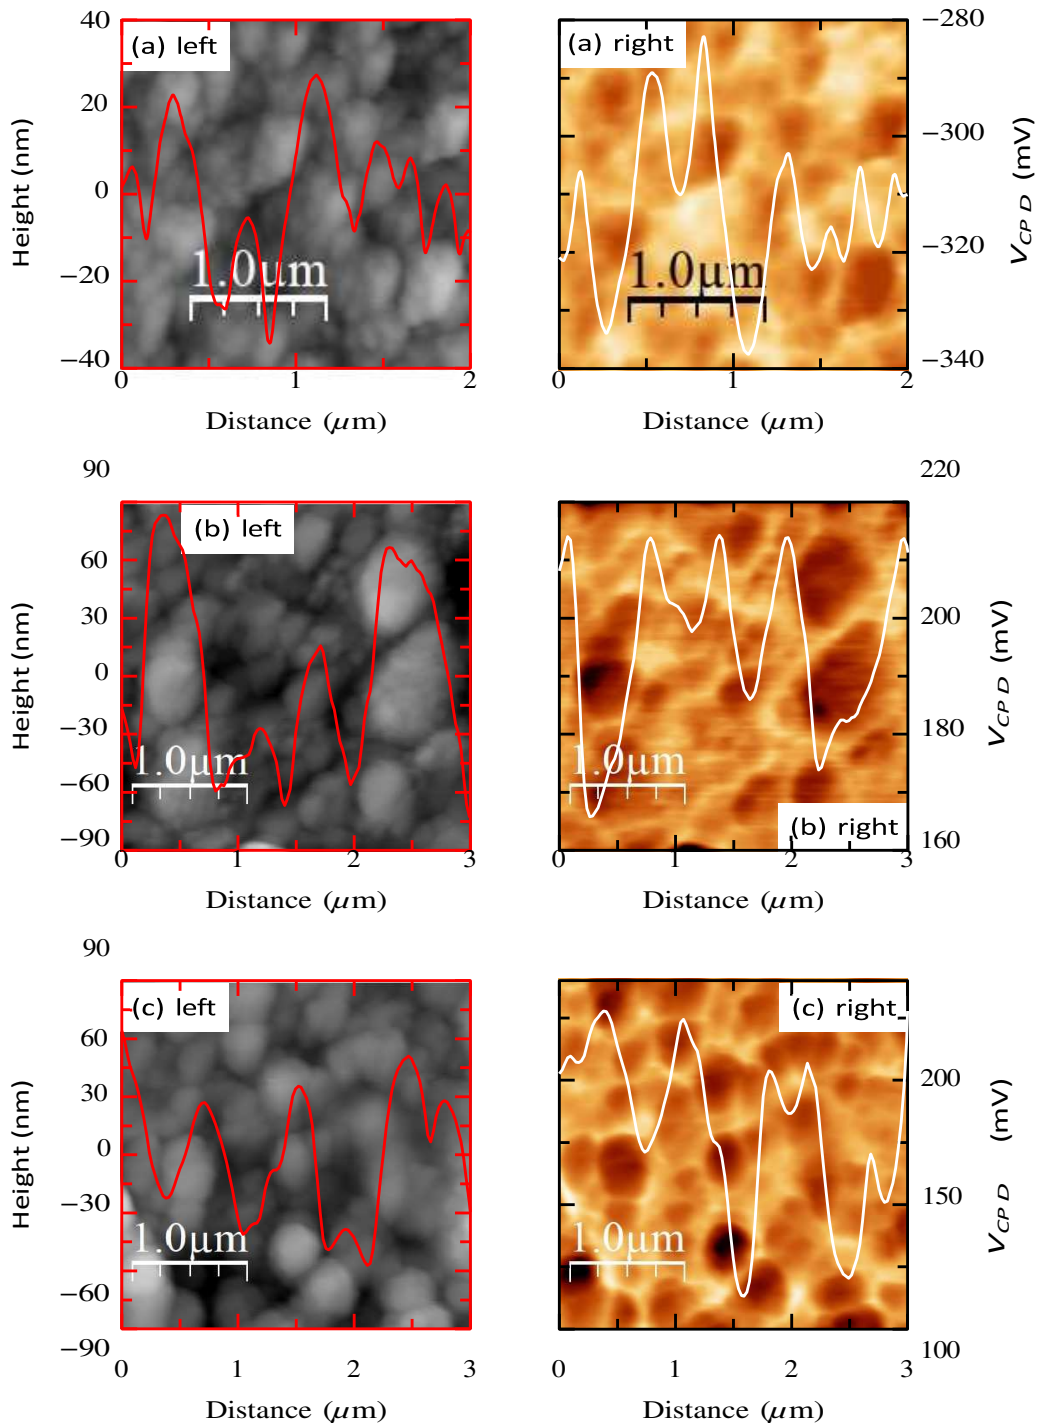 40
20
0
−20
−40
Height (nm)
(a) left
1.0μm
0 1 2
Distance (μm)
(a) right
1.0μm
−280
−300
−320
−340
V_CPD (mV)
0 1 2
Distance (μm)
90
60
30
0
−30
−60
−90
Height (nm)
(b) left
1.0μm
0 1 2 3
Distance (μm)
220
200
180
160
V_CPD (mV)
1.0μm
(b) right
0 1 2 3
Distance (μm)
90
60
30
0
−30
−60
−90
Height (nm)
(c) left
1.0μm
0 1 2 3
Distance (μm)
(c) right
1.0μm
200
150
100
V_CPD (mV)
0 1 2 3
Distance (μm)